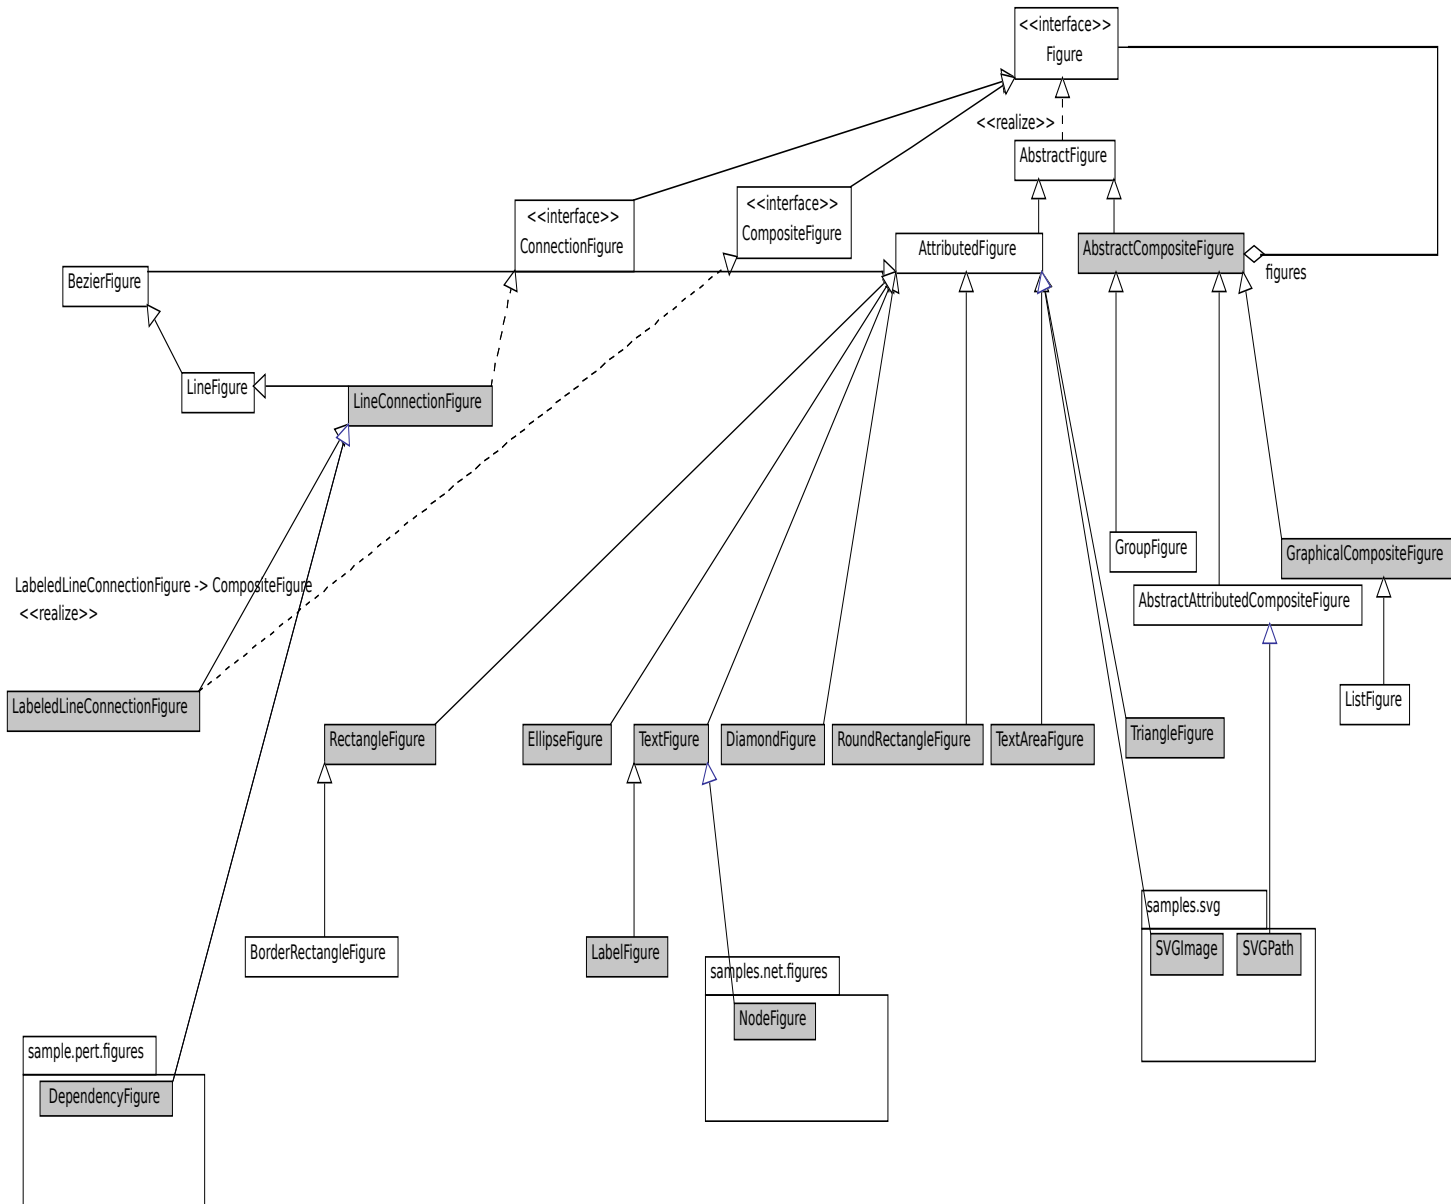 <<interface>>
Figure
<<realize>>
AbstractFigure
<<interface>>
CompositeFigure
<<interface>>
ConnectionFigure
AttributedFigure
AbstractCompositeFigure
figures
BezierFigure
LineFigure
LineConnectionFigure
GroupFigure
GraphicalCompositeFigure
LabeledLineConnectionFigure -> CompositeFigure
<<realize>>
AbstractAttributedCompositeFigure
LabeledLineConnectionFigure
ListFigure
RectangleFigure
EllipseFigure
TextFigure
DiamondFigure
RoundRectangleFigure
TextAreaFigure
TriangleFigure
samples.svg
BorderRectangleFigure
LabelFigure
SVGImage
SVGPath
samples.net.figures
NodeFigure
sample.pert.figures
DependencyFigure